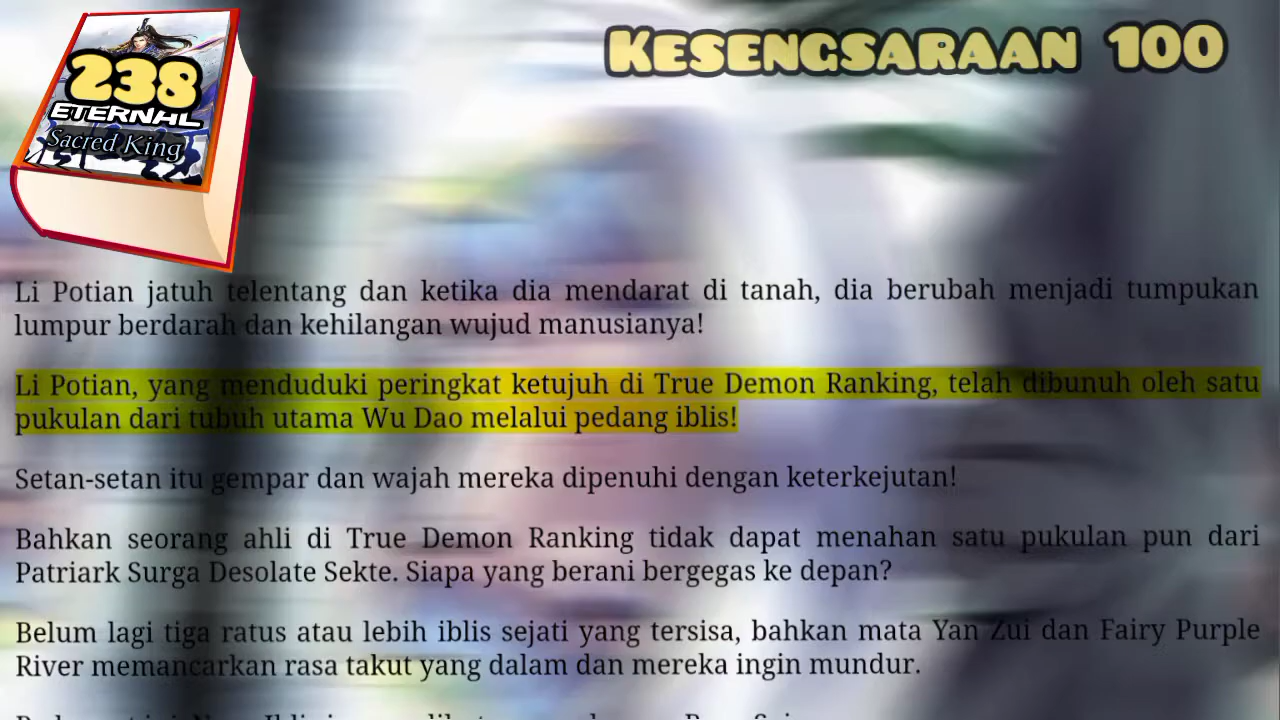 238
ETERNAL
Sacred King
KESENGSARAAN 100
Li Potian jatuh telentang dan ketika dia mendarat di tanah, dia berubah menjadi tumpukan
lumpur berdarah dan kehilangan wujud manusianya!
Li Potian, yang menduduki peringkat ketujuh di True Demon Ranking, telah dibunuh oleh satu
pukulan dari tubuh utama Wu Dao melalui pedang iblis!
Setan-setan itu gempar dan wajah mereka dipenuhi dengan keterkejutan!
Bahkan seorang ahli di True Demon Ranking tidak dapat menahan satu pukulan pun dari
Patriark Surga Desolate Sekte. Siapa yang berani bergegas ke depan?
Belum lagi tiga ratus atau lebih iblis sejati yang tersisa, bahkan mata Yan Zui dan Fairy Purple
River memancarkan rasa takut yang dalam dan mereka ingin mundur.